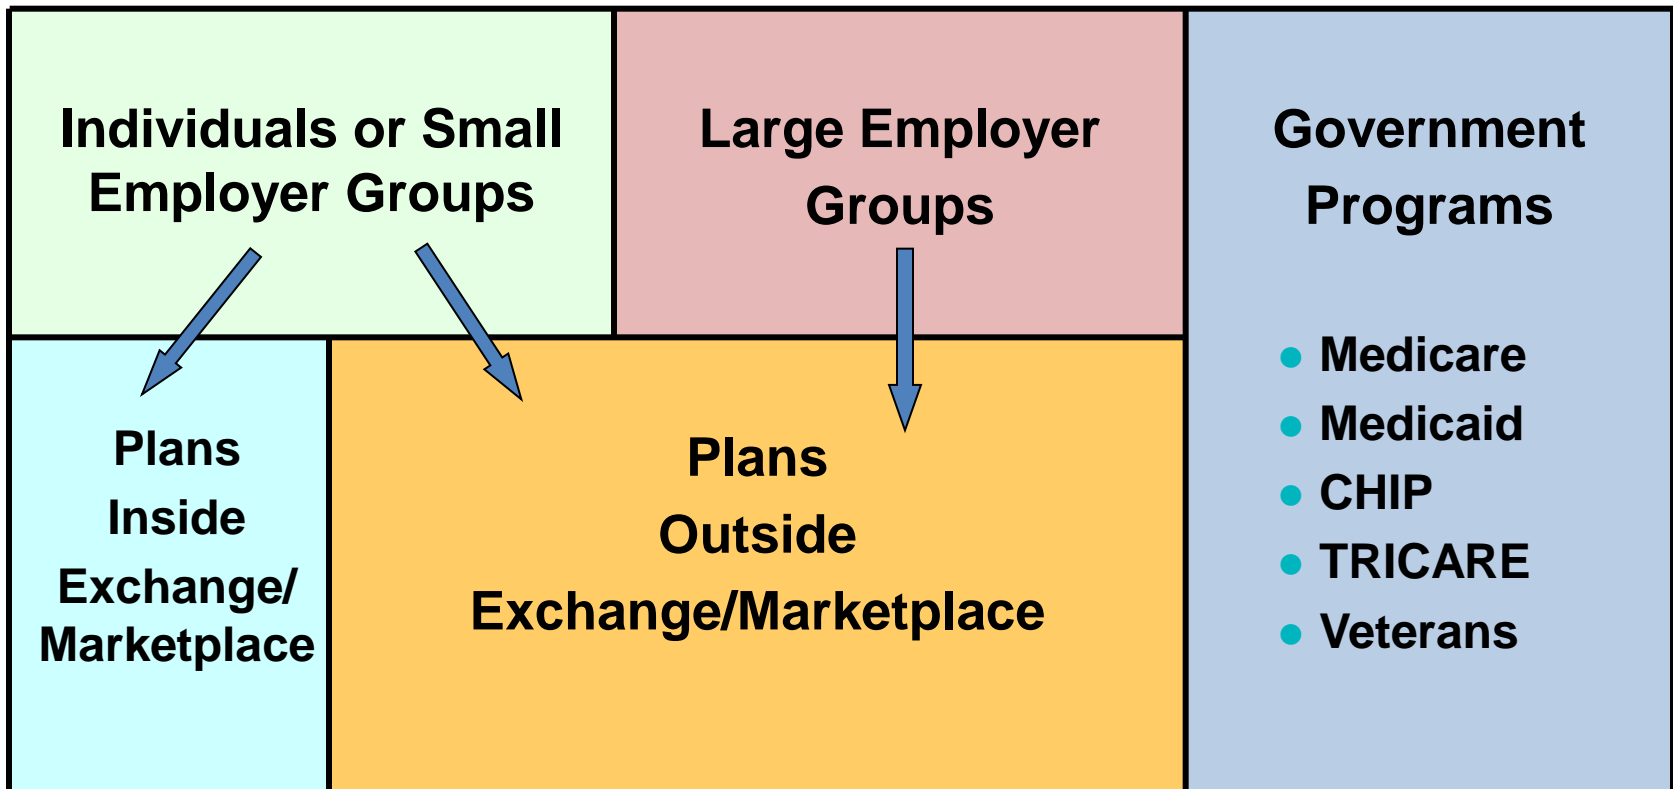 Individuals or Small
Employer Groups
Large Employer
Groups
Government
Programs
Medicare
Medicaid
CHIP
TRICARE
Veterans
Plans
Inside
Exchange/
Marketplace
Plans
Outside
Exchange/Marketplace